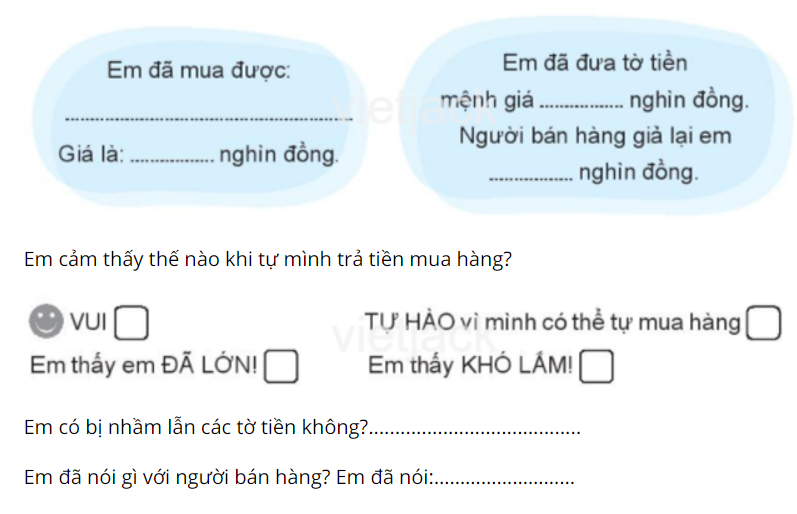 Em đã mua được:
............................................................
Giá là: .................. nghìn đồng.
Em đã đưa tờ tiền
mệnh giá .................. nghìn đồng.
Người bán hàng giả lại em
.................. nghìn đồng.
vietjack
Em cảm thấy thế nào khi tự mình trả tiền mua hàng?
VUI
TỰ HÀO vì mình có thể tự mua hàng
vietjack
Em thấy em ĐÃ LỚN!
Em thấy KHÓ LẮM!
Em có bị nhầm lẫn các tờ tiền không?........................................
Em đã nói gì với người bán hàng? Em đã nói:...........................